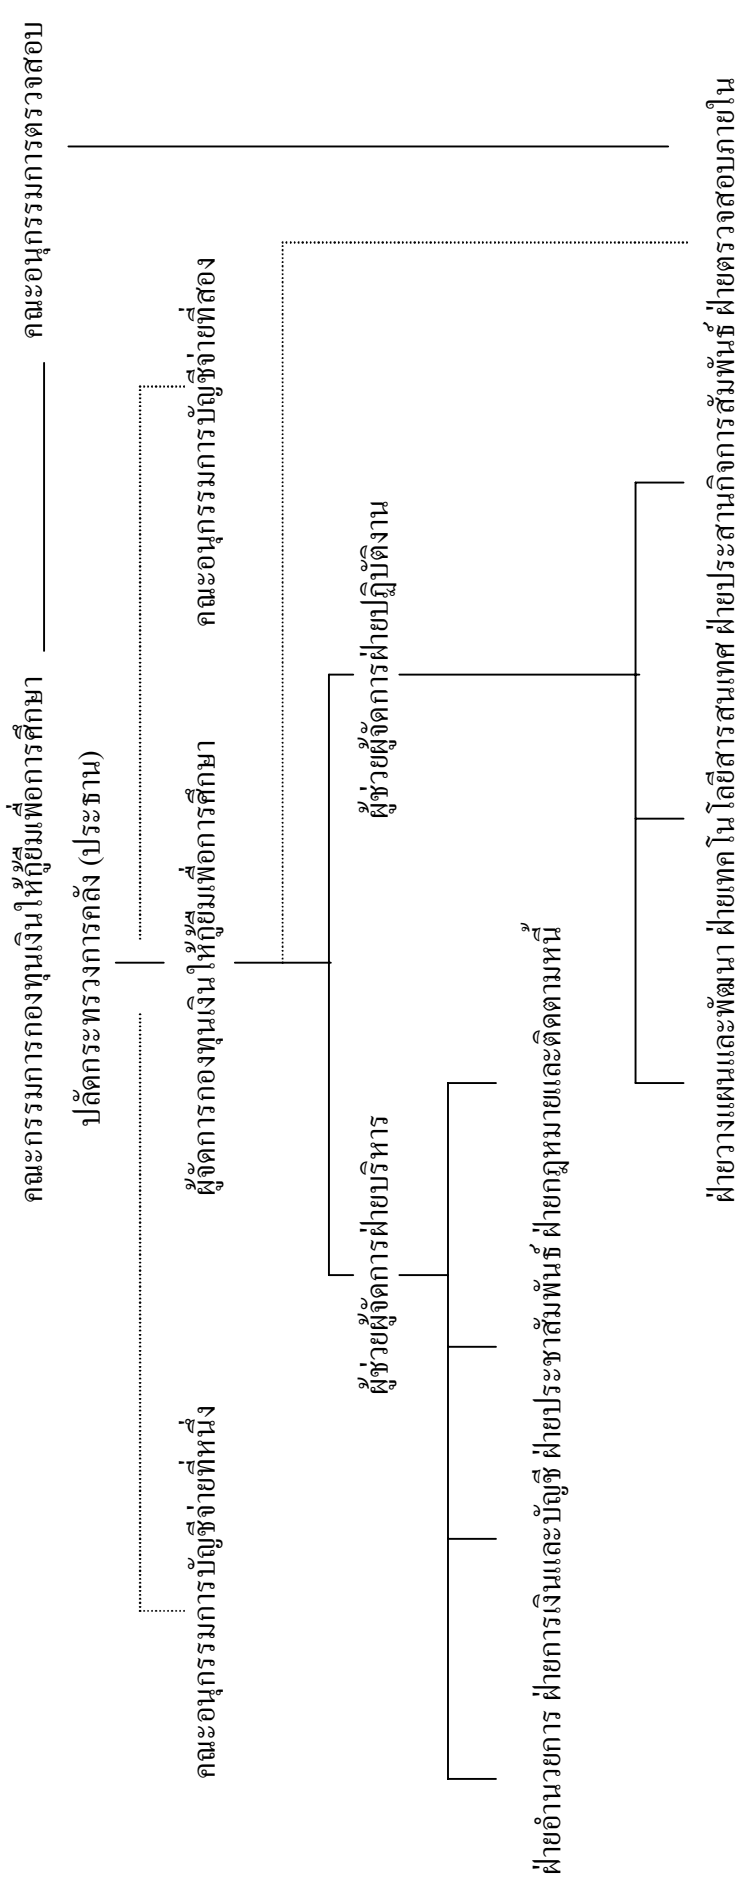 คณะกรรมการกองทุนเงินให้กู้ยืมเพื่อการศึกษา คณะอนุกรรมการตรวจสอบ
ปลัดกระทรวงการคลัง (ประธาน)
คณะอนุกรรมการบัญชีจ่ายที่หนึ่ง ผู้จัดการกองทุนเงินให้กู้ยืมเพื่อการศึกษา คณะอนุกรรมการบัญชีจ่ายที่สอง
ผู้ช่วยผู้จัดการฝ่ายบริหาร ผู้ช่วยผู้จัดการฝ่ายปฏิบัติงาน
ฝ่ายอำนวยการ ฝ่ายการเงินและบัญชี ฝ่ายประชาสัมพันธ์ ฝ่ายกฎหมายและติดตามหนี้
ฝ่ายวางแผนและพัฒนา ฝ่ายเทคโนโลยีสารสนเทศ ฝ่ายประสานกิจการสัมพันธ์ ฝ่ายตรวจสอบภายใน